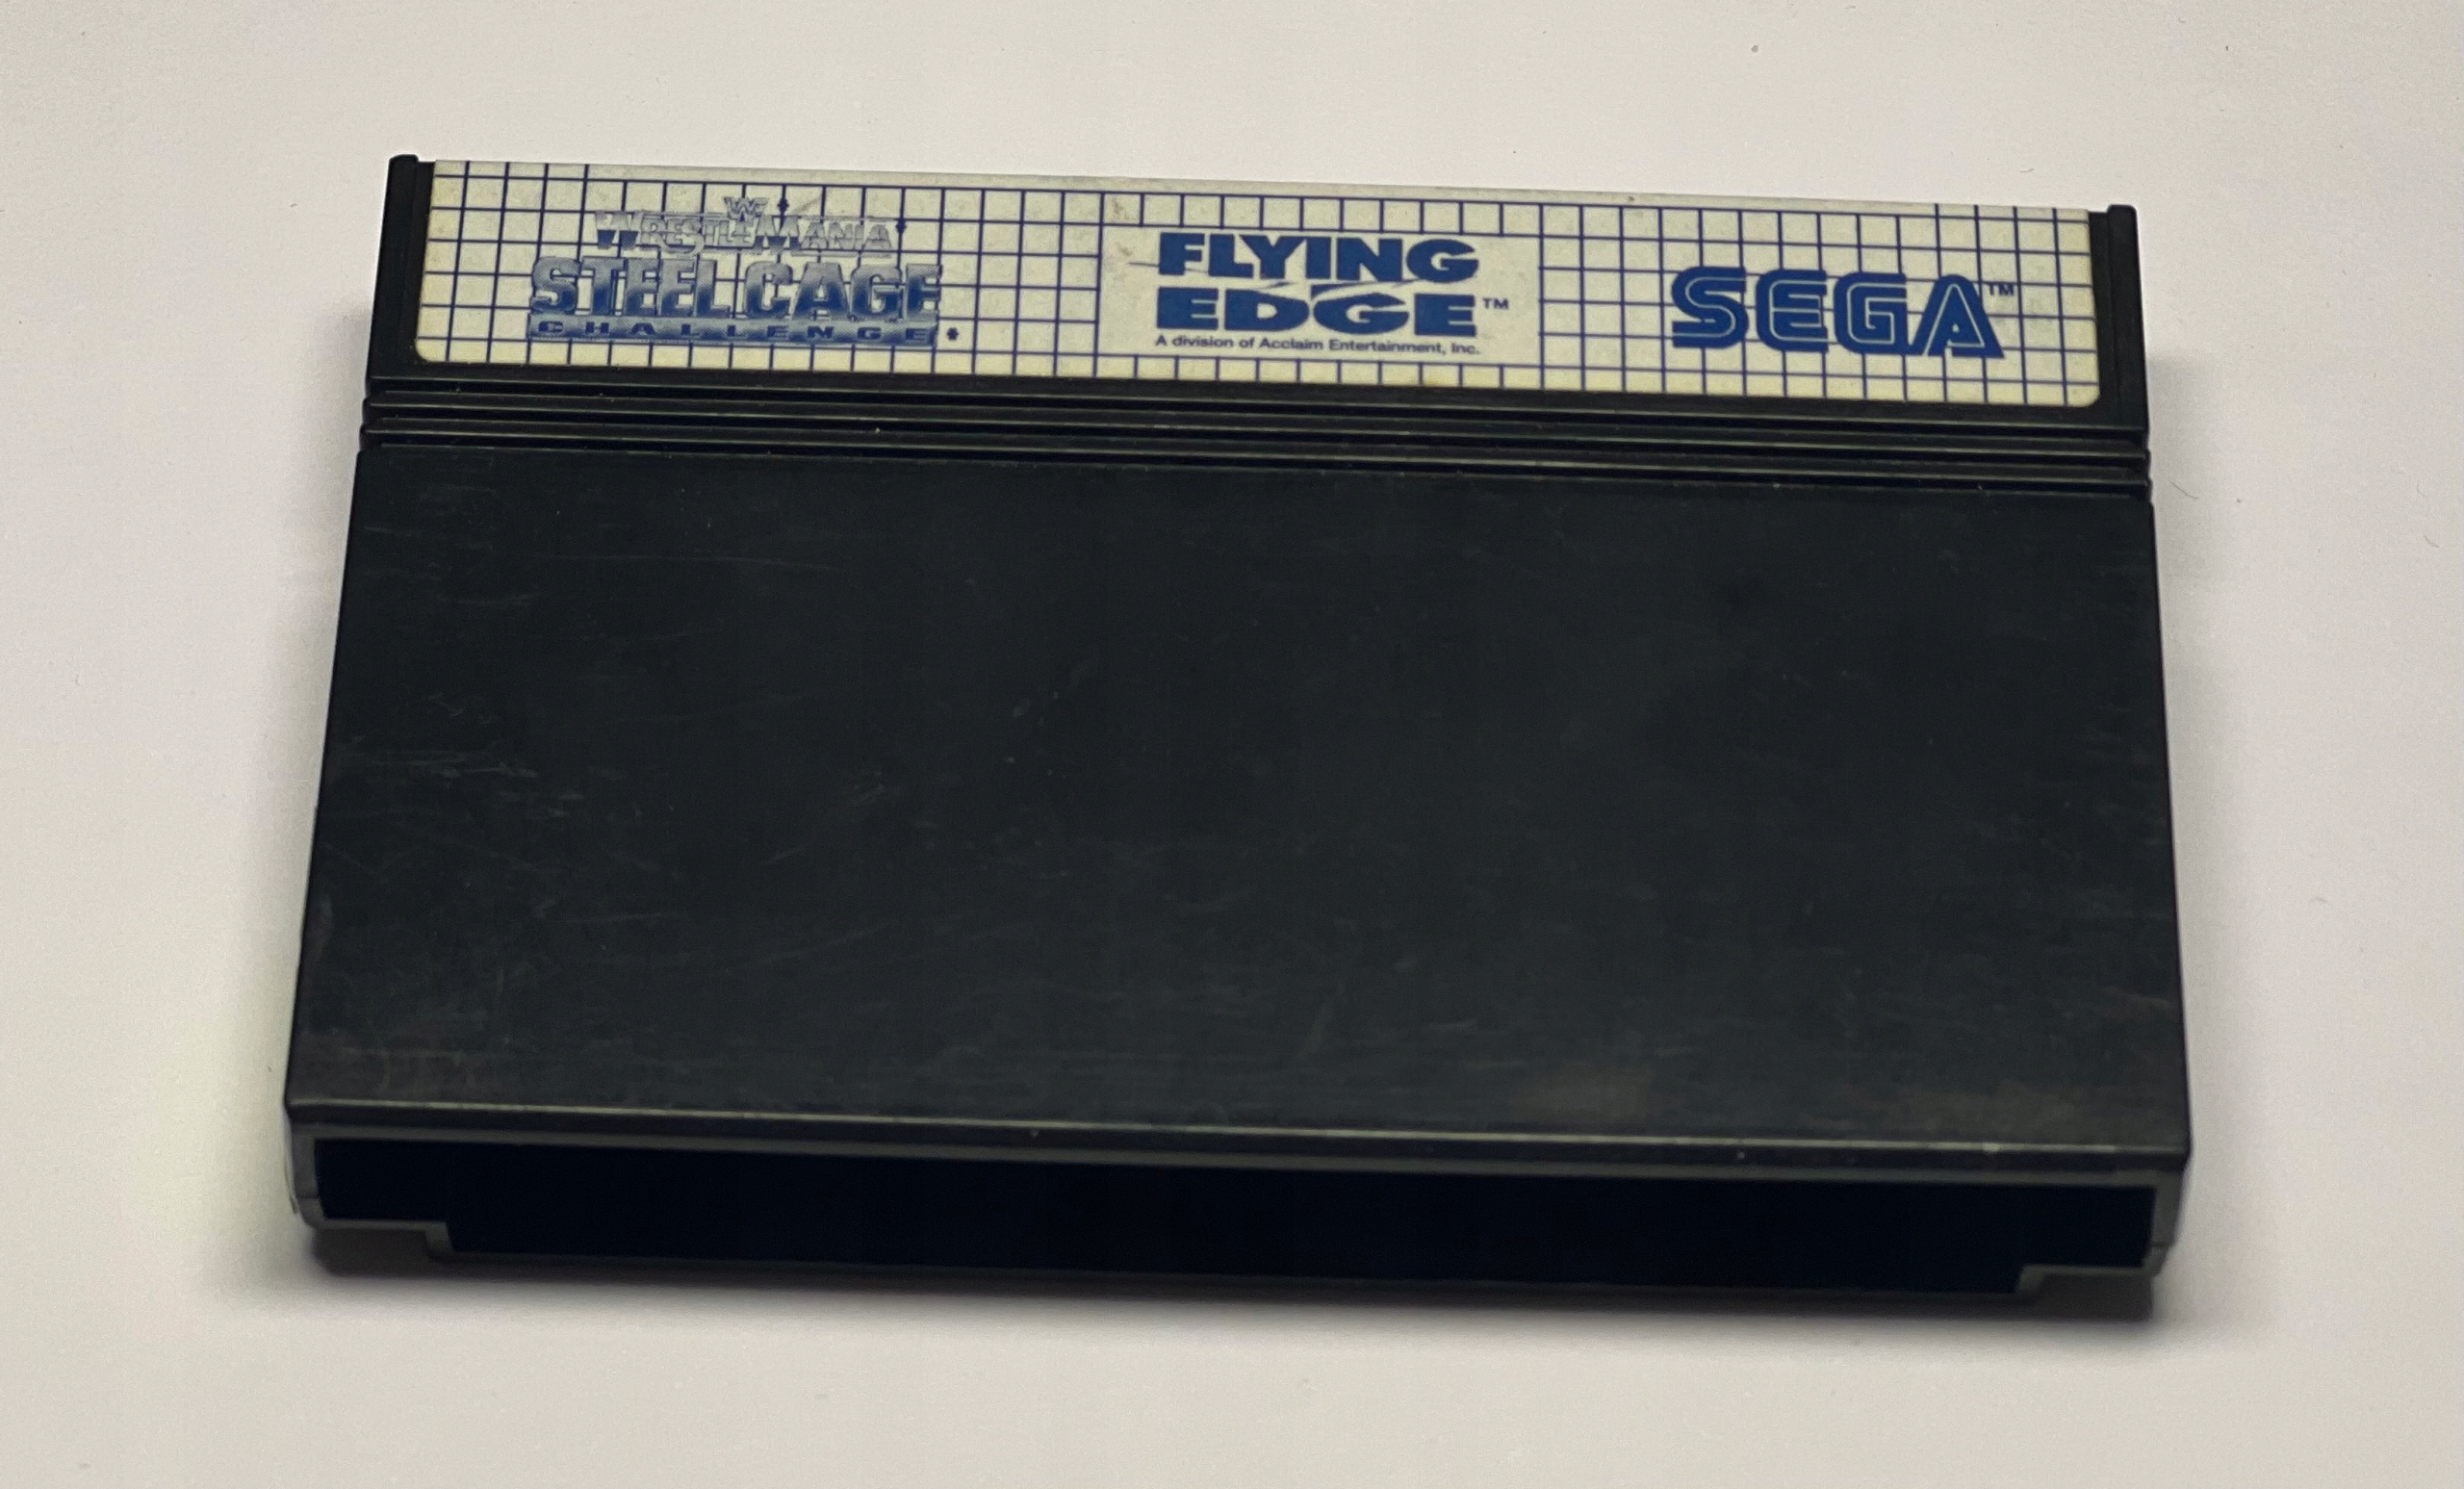 WF
WRESTLEMANIA
STEEL CAGE
CHALLENGE
FLYING
EDGE™
A division of Acclaim Entertainment, Inc.
SEGA™